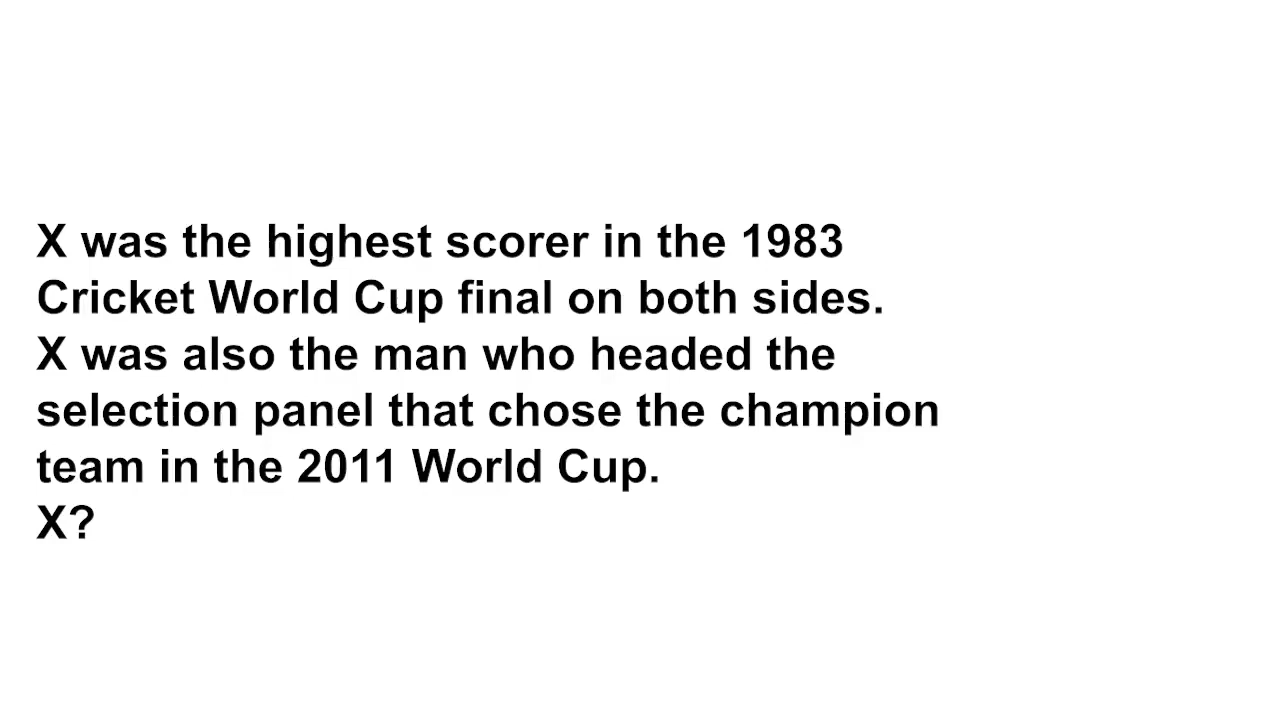 X was the highest scorer in the 1983
Cricket World Cup final on both sides.
X was also the man who headed the
selection panel that chose the champion
team in the 2011 World Cup.
X?